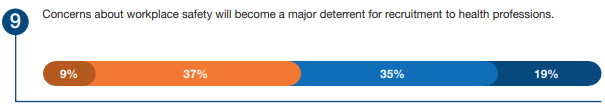 9
Concerns about workplace safety will become a major deterrent for recruitment to health professions.
9% 37% 35% 19%